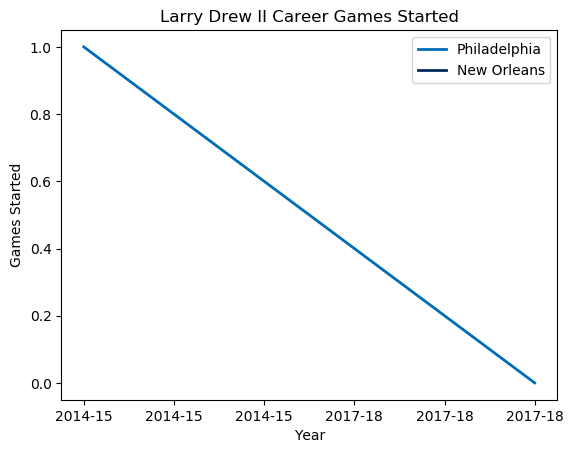 Larry Drew II Career Games Started
Philadelphia
New Orleans
1.0
0.8
0.6
0.4
0.2
0.0
Games Started
2014-15 2014-15 2014-15 2017-18 2017-18 2017-18
Year